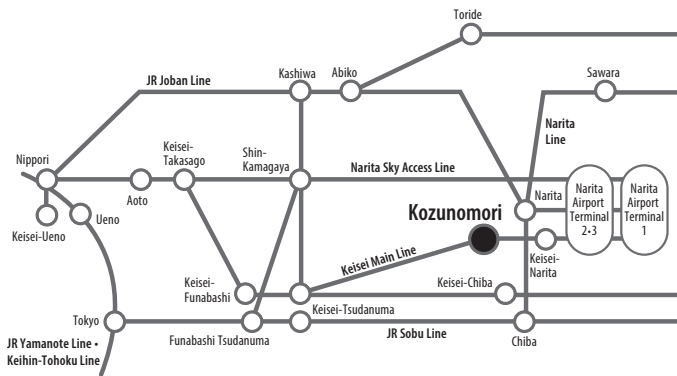 Toride
Kashiwa
Abiko
Sawara
JR Joban Line
Narita
Line
Nippori
Keisei-
Takasago
Shin-
Kamagaya
Narita Sky Access Line
Aoto
Keisei-Ueno
Ueno
Kozunomori
Narita
Narita
Airport
Terminal
2•3
Narita
Airport
Terminal
1
Keisei-
Narita
Keisei Main Line
Keisei-
Funabashi
Keisei-Chiba
Keisei-Tsudanuma
Tokyo
Funabashi Tsudanuma
JR Sobu Line
Chiba
JR Yamanote Line •
Keihin-Tohoku Line